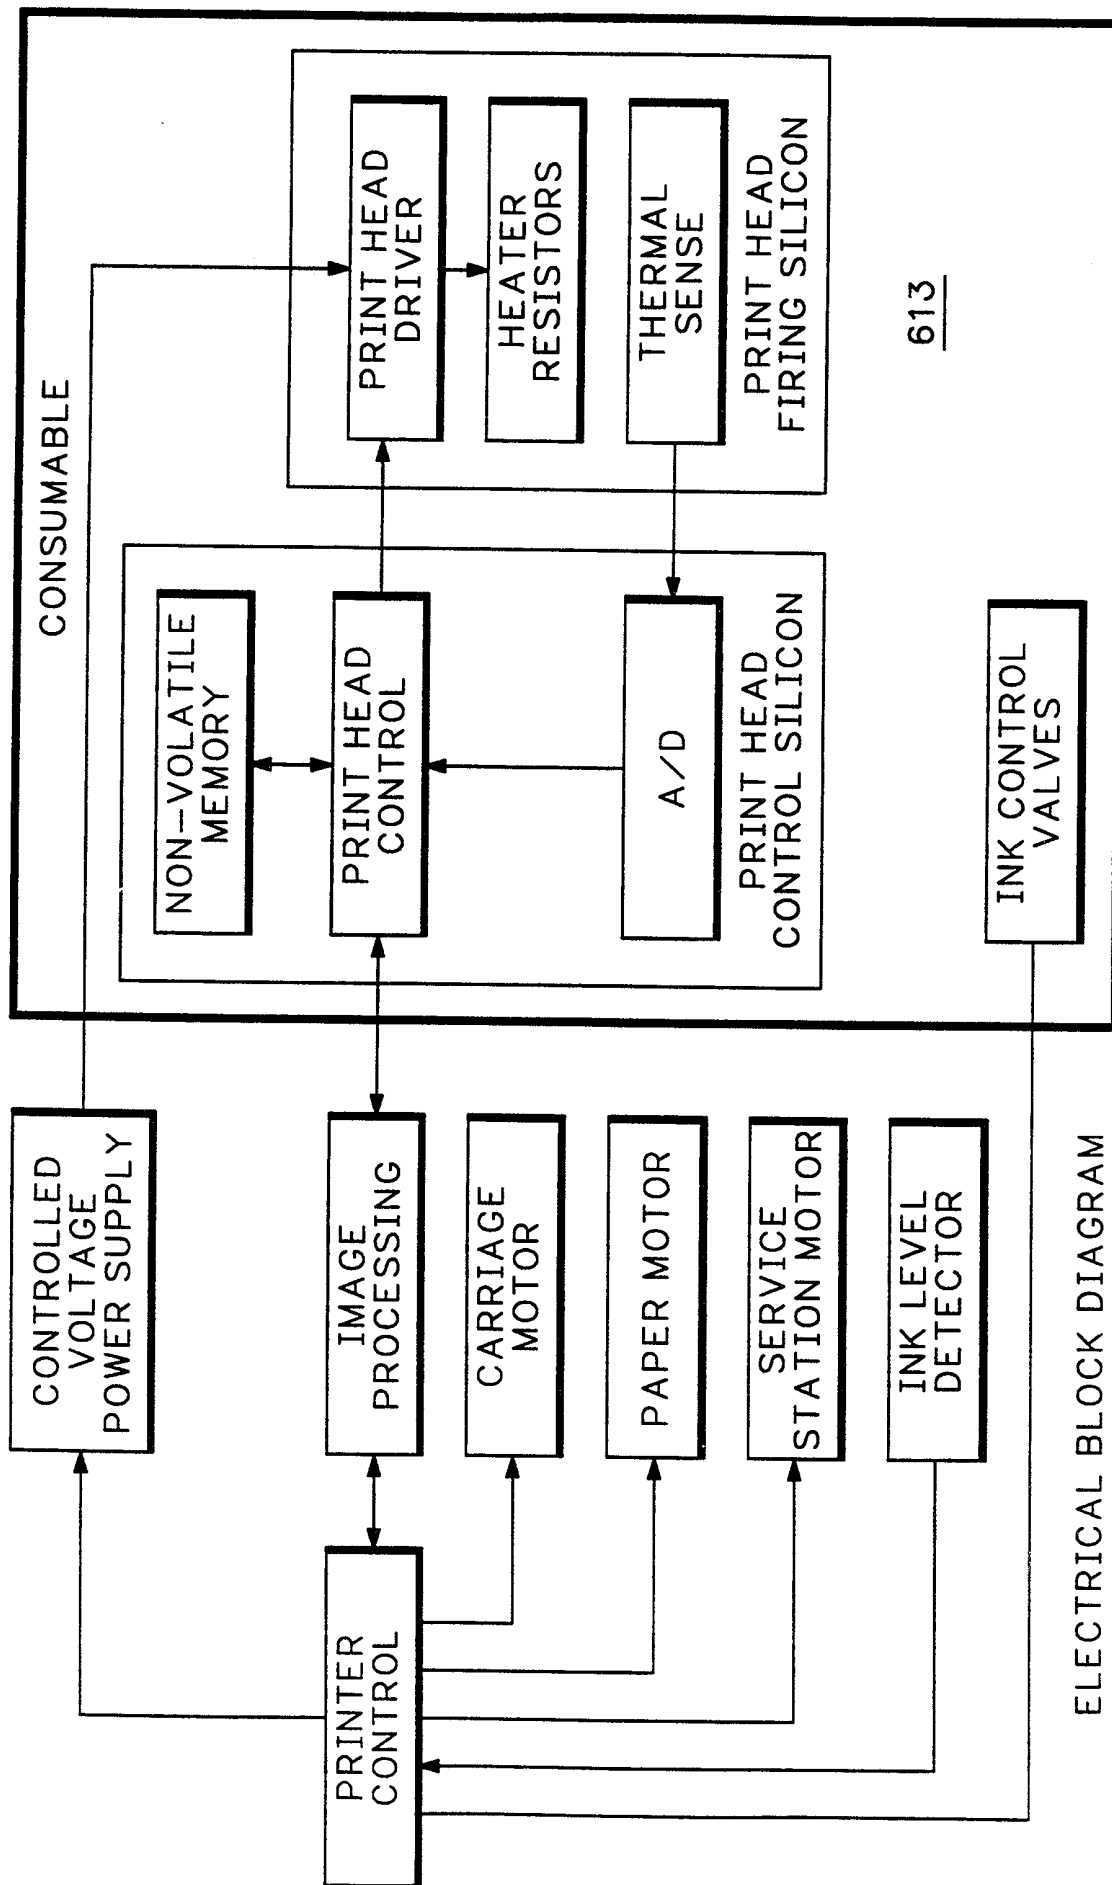 CONTROLLED
VOLTAGE
POWER SUPPLY
CONSUMABLE
PRINTER
CONTROL
IMAGE
PROCESSING
CARRIAGE
MOTOR
PAPER MOTOR
SERVICE
STATION MOTOR
INK LEVEL
DETECTOR
NON-VOLATILE
MEMORY
PRINT HEAD
CONTROL
A/D
PRINT HEAD
CONTROL SILICON
PRINT HEAD
DRIVER
HEATER
RESISTORS
THERMAL
SENSE
PRINT HEAD
FIRING SILICON
613
INK CONTROL
VALVES
ELECTRICAL BLOCK DIAGRAM